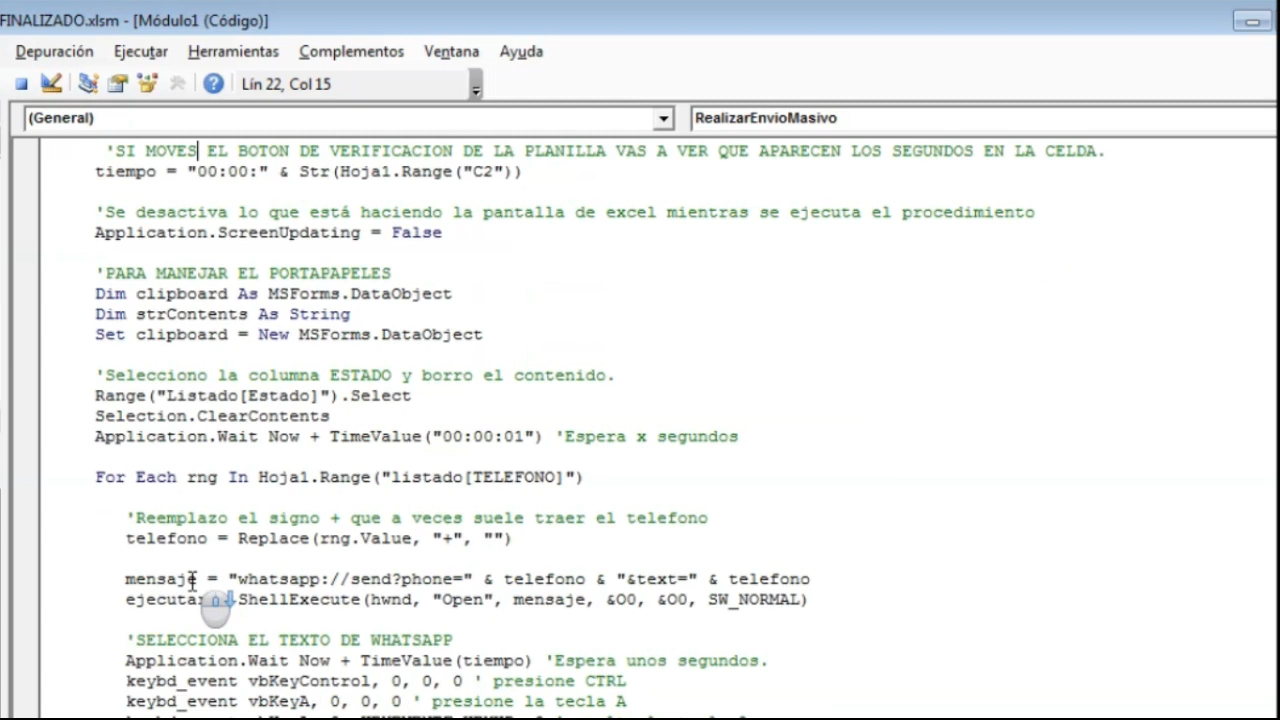 FINALIZADO.xlsm - [Módulo1 (Código)]
Depuración Ejecutar Herramientas Complementos Ventana Ayuda
Lín 22, Col 15
(General) RealizarEnvioMasivo
'SI MOVES EL BOTON DE VERIFICACION DE LA PLANILLA VAS A VER QUE APARECEN LOS SEGUNDOS EN LA CELDA.
tiempo = "00:00:" & Str(Hoja1.Range("C2"))
'Se desactiva lo que está haciendo la pantalla de excel mientras se ejecuta el procedimiento
Application.ScreenUpdating = False
'PARA MANEJAR EL PORTAPAPELES
Dim clipboard As MSForms.DataObject
Dim strContents As String
Set clipboard = New MSForms.DataObject
'Selecciono la columna ESTADO y borro el contenido.
Range("Listado[Estado]").Select
Selection.ClearContents
Application.Wait Now + TimeValue("00:00:01") 'Espera x segundos
For Each rng In Hoja1.Range("listado[TELEFONO]")
'Reemplazo el signo + que a veces suele traer el telefono
telefono = Replace(rng.Value, "+", "")
mensaje = "whatsapp://send?phone=" & telefono & "&text=" & telefono
ShellExecute(hwnd, "Open", mensaje, &O0, &O0, SW_NORMAL)
'SELECCIONA EL TEXTO DE WHATSAPP
Application.Wait Now + TimeValue(tiempo) 'Espera unos segundos.
keybd_event vbKeyControl, 0, 0, 0 ' presione CTRL
keybd_event vbKeyA, 0, 0, 0 ' presione la tecla A